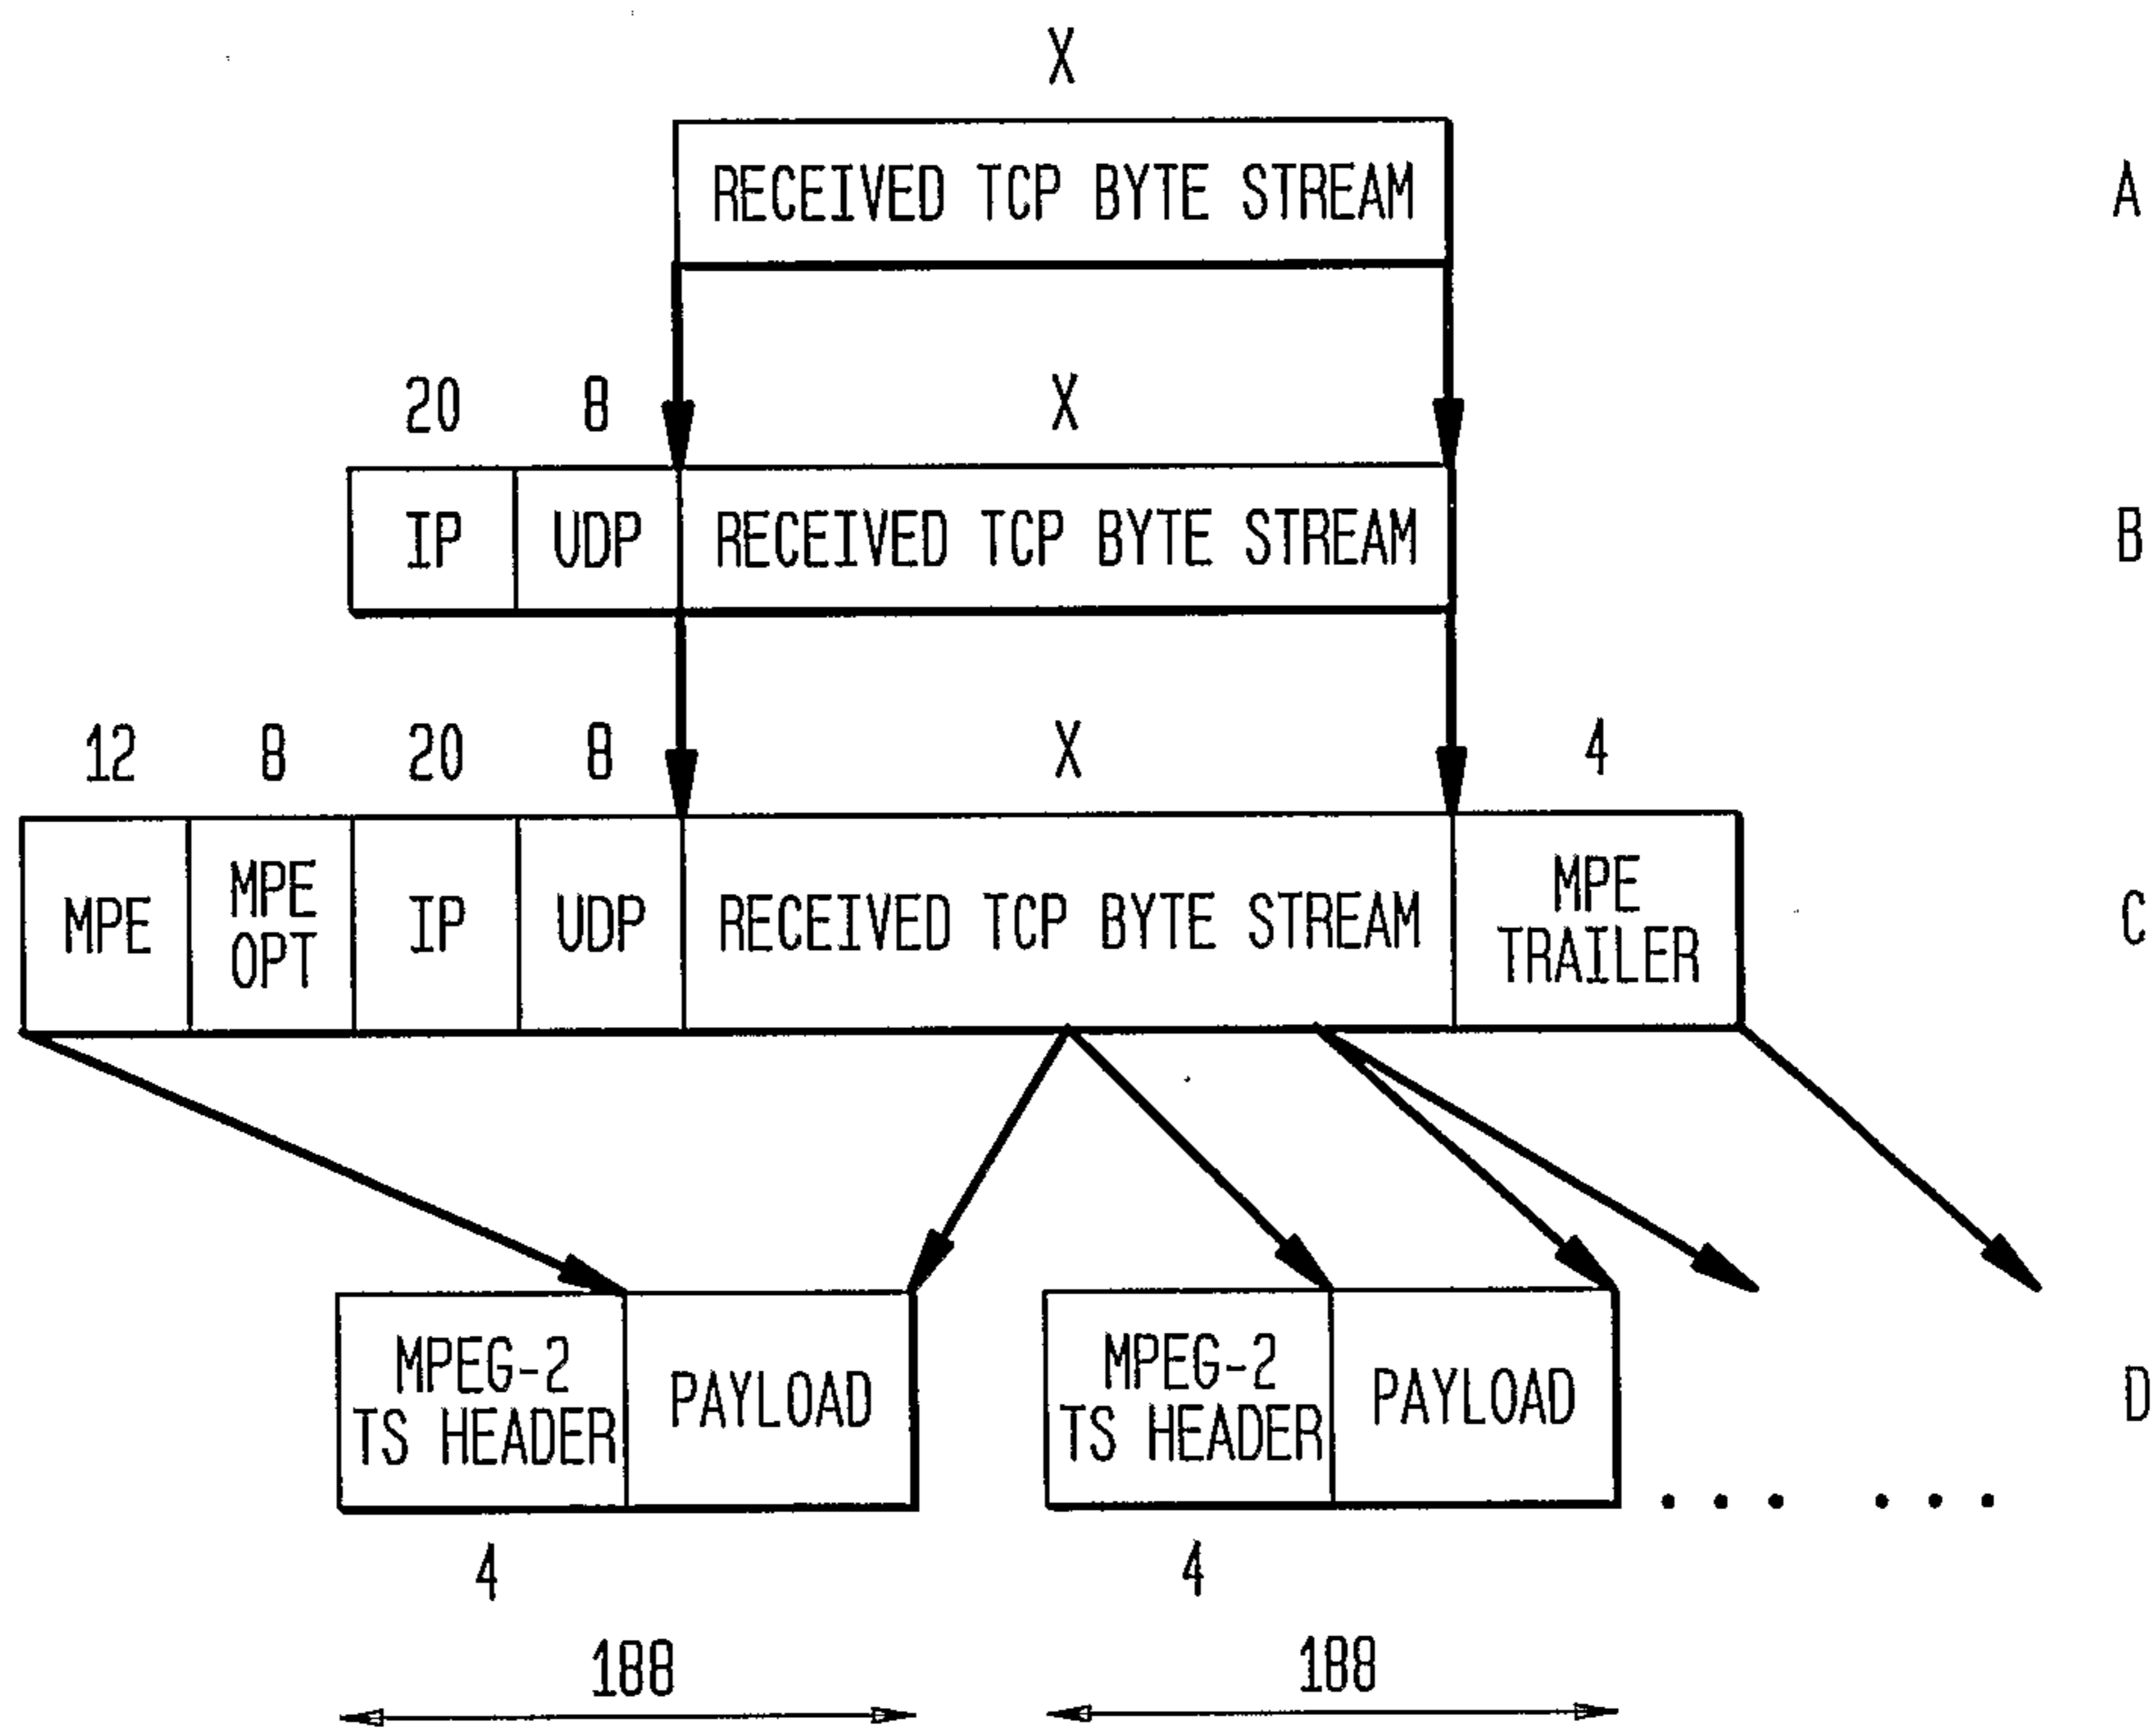 X
RECEIVED TCP BYTE STREAM
A
20 8 X
IP UDP RECEIVED TCP BYTE STREAM
B
12 8 20 8 X 4
MPE
MPE
OPT
IP
UDP
RECEIVED TCP BYTE STREAM
MPE
TRAILER
C
MPEG-2
TS HEADER
PAYLOAD
MPEG-2
TS HEADER
PAYLOAD
D
4 4
188 188